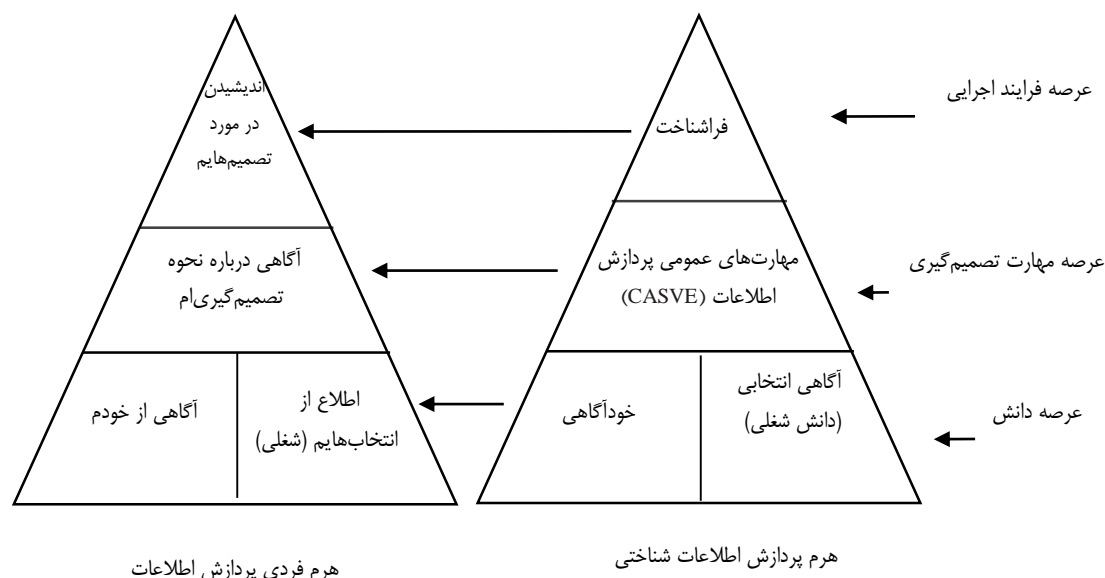 عرصه فرایند اجرایی
فراشناخت
اندیشیدن
در مورد
تصمیم‌هایم
عرصه مهارت تصمیم‌گیری
مهارت‌های عمومی پردازش
اطلاعات (CASVE)
آگاهی درباره نحوه
تصمیم‌گیری‌ام
عرصه دانش
آگاهی انتخابی
(دانش شغلی)
خودآگاهی
اطلاع از
انتخاب‌هایم (شغلی)
آگاهی از خودم
هرم پردازش اطلاعات شناختی
هرم فردی پردازش اطلاعات